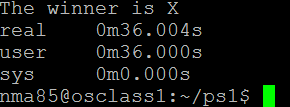 The winner is X
real    0m36.004s
user    0m36.000s
sys     0m0.000s
nma85@osclass1:~/ps1$